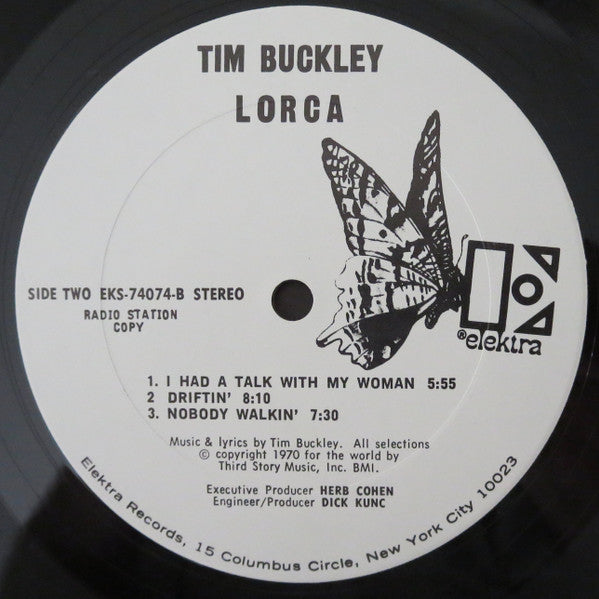 TIM BUCKLEY
LORCA
SIDE TWO EKS-74074-B STEREO
RADIO STATION
COPY
® elektra
1. I HAD A TALK WITH MY WOMAN 5:55
2 DRIFTIN' 8:10
3. NOBODY WALKIN' 7:30
Music & lyrics by Tim Buckley. All selections
© copyright 1970 for the world by
Third Story Music, Inc. BMI.
Executive Producer HERB COHEN
Engineer/Producer DICK KUNC
Elektra Records, 15 Columbus Circle, New York City 10023